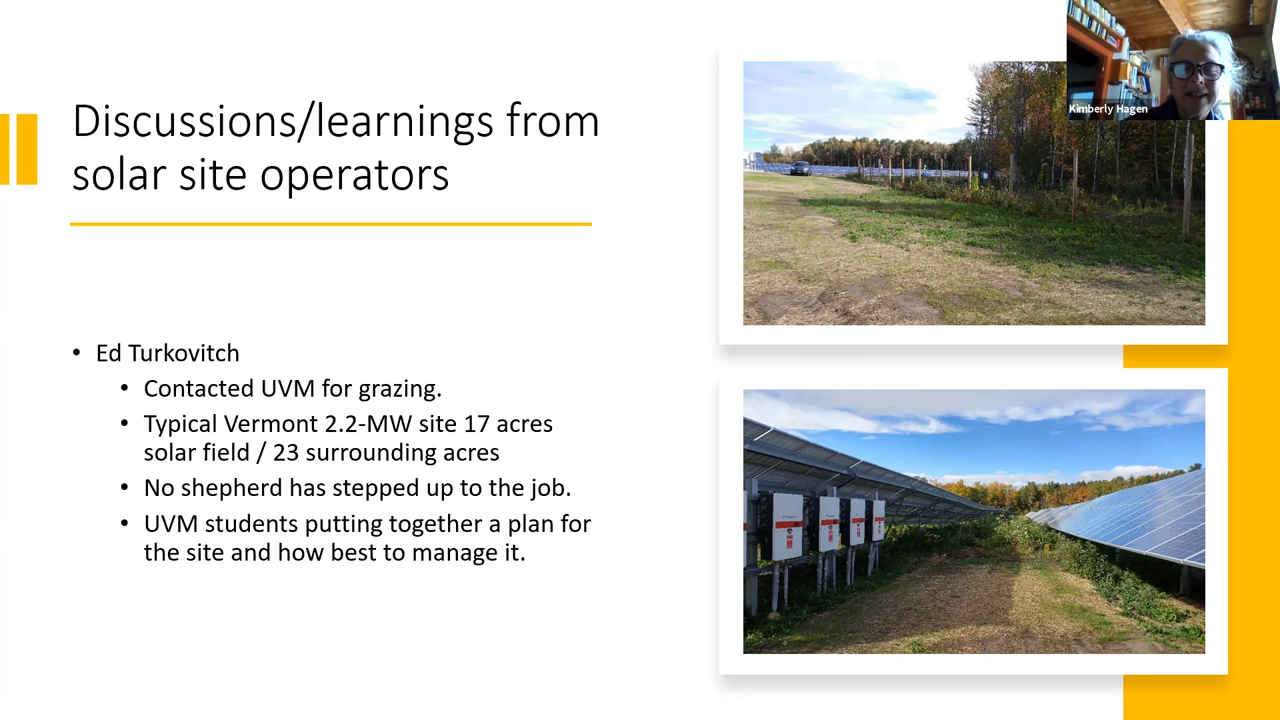 Kimberly Hagen
Discussions/learnings from
solar site operators
• Ed Turkovitch
• Contacted UVM for grazing.
• Typical Vermont 2.2-MW site 17 acres
solar field / 23 surrounding acres
• No shepherd has stepped up to the job.
• UVM students putting together a plan for
the site and how best to manage it.